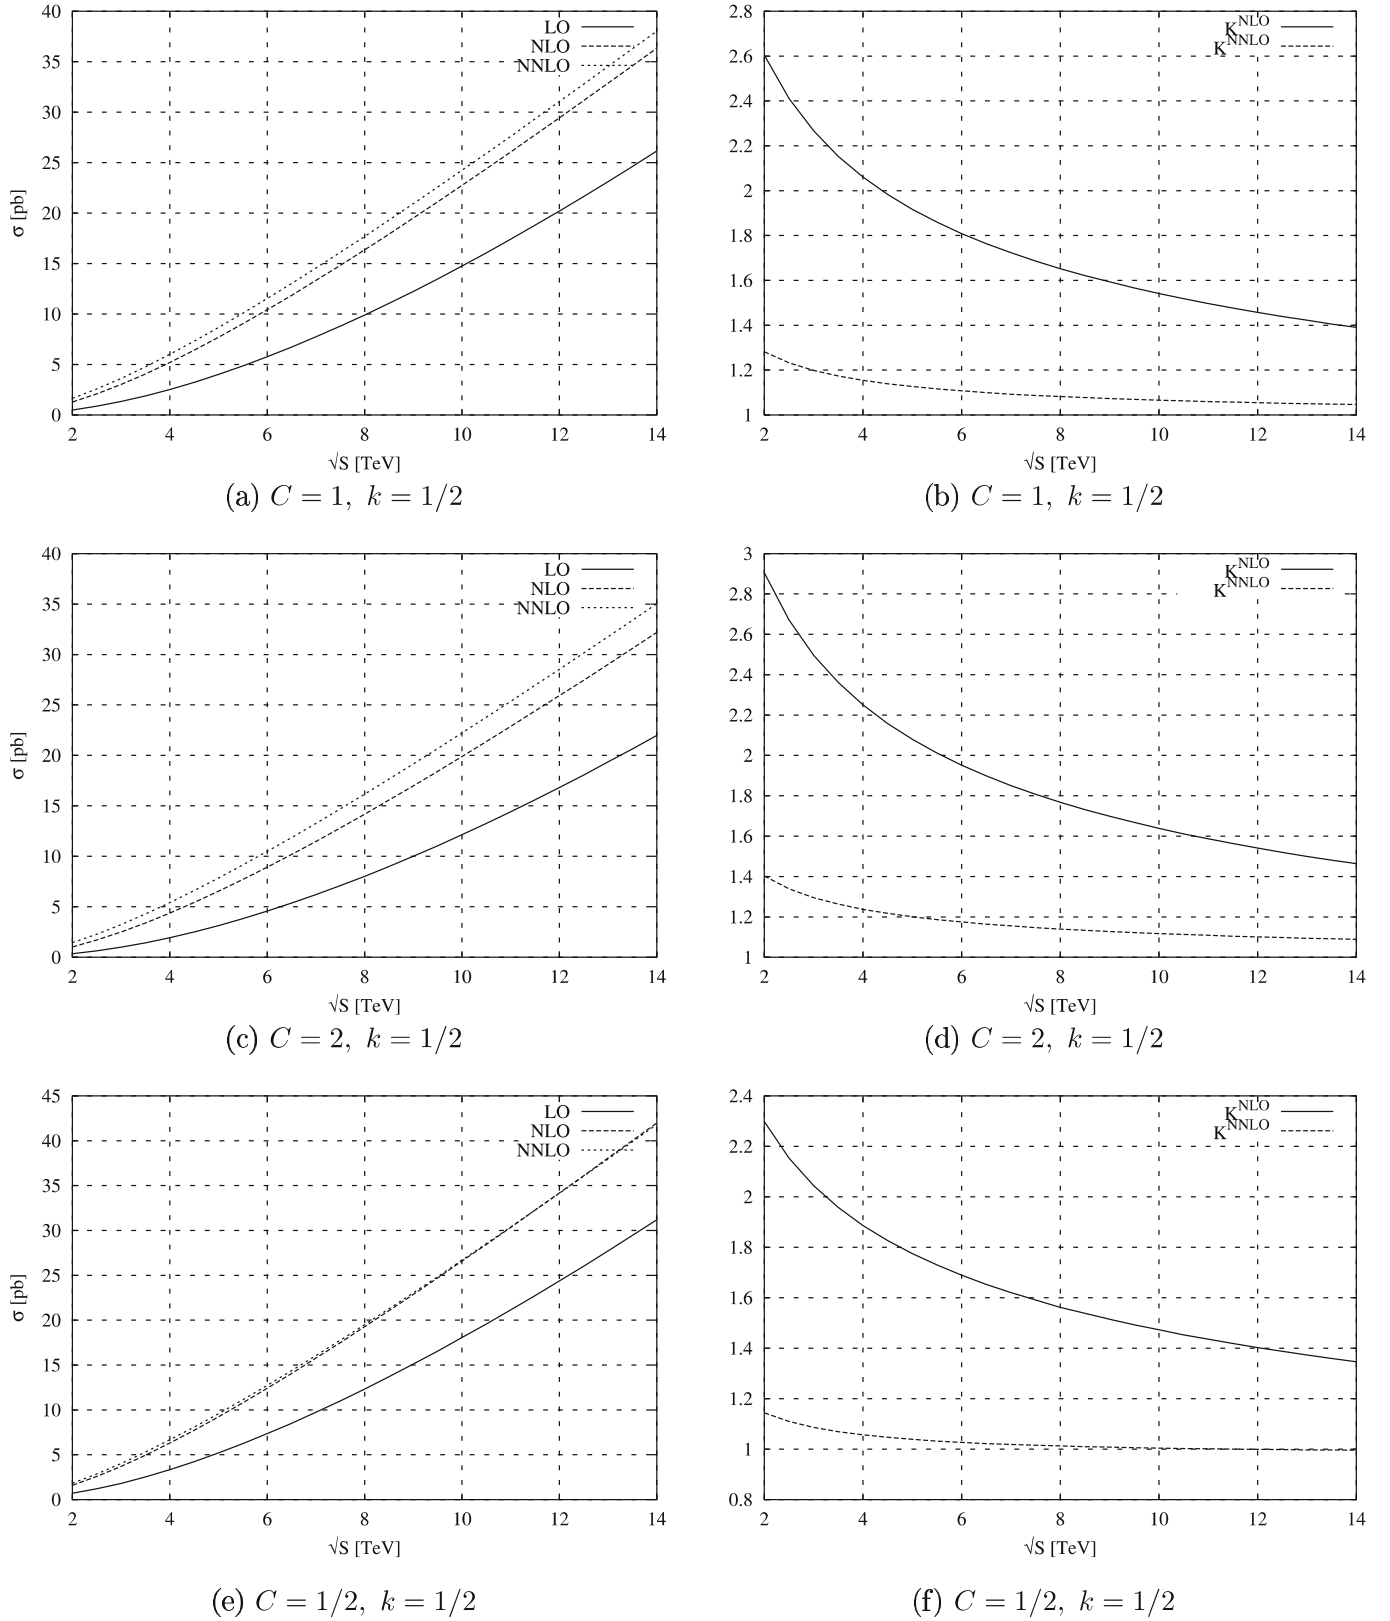 40
35
30
25
20
15
10
5
0
σ [pb]
LO
NLO
NNLO
2 4 6 8 10 12 14
√S [TeV]
(a) C = 1, k = 1/2
2.8
2.6
2.4
2.2
2
1.8
1.6
1.4
1.2
1
K^NLO
K^NNLO
2 4 6 8 10 12 14
√S [TeV]
(b) C = 1, k = 1/2
40
35
30
25
20
15
10
5
0
σ [pb]
LO
NLO
NNLO
2 4 6 8 10 12 14
√S [TeV]
(c) C = 2, k = 1/2
3
2.8
2.6
2.4
2.2
2
1.8
1.6
1.4
1.2
1
K^NLO
K^NNLO
2 4 6 8 10 12 14
√S [TeV]
(d) C = 2, k = 1/2
45
40
35
30
25
20
15
10
5
0
σ [pb]
LO
NLO
NNLO
2 4 6 8 10 12 14
√S [TeV]
(e) C = 1/2, k = 1/2
2.4
2.2
2
1.8
1.6
1.4
1.2
1
0.8
K^NLO
K^NNLO
2 4 6 8 10 12 14
√S [TeV]
(f) C = 1/2, k = 1/2